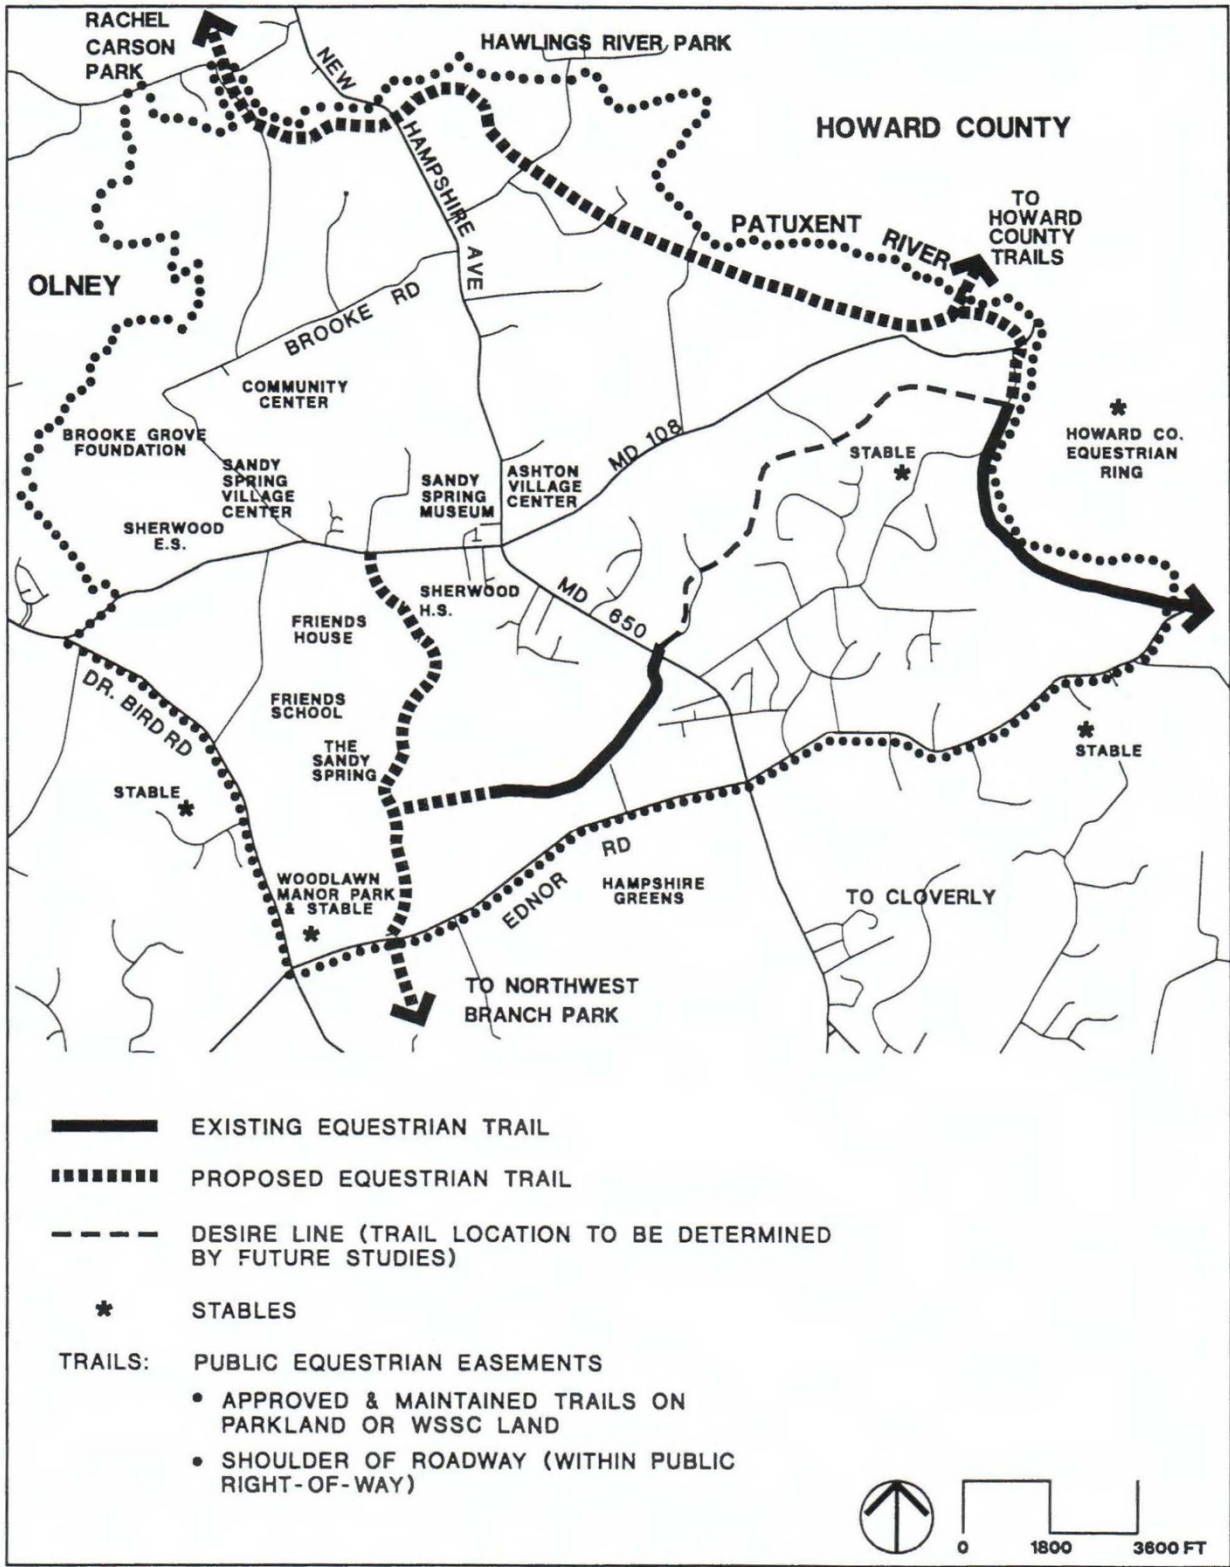 RACHEL
CARSON
PARK
NEW
HAMPSHIRE AVE
HAWLINGS RIVER PARK
HOWARD COUNTY
TO
HOWARD
COUNTY
TRAILS
PATUXENT
RIVER
OLNEY
BROOKE RD
COMMUNITY
CENTER
BROOKE GROVE
FOUNDATION
SANDY
SPRING
VILLAGE
CENTER
SANDY
SPRING
MUSEUM
ASHTON
VILLAGE
CENTER
MD 108
STABLE
*
*
HOWARD CO.
EQUESTRIAN
RING
SHERWOOD
E.S.
SHERWOOD
H.S.
MD 650
FRIENDS
HOUSE
FRIENDS
SCHOOL
THE
SANDY
SPRING
DR. BIRD RD
STABLE
*
*
STABLE
WOODLAWN
MANOR PARK
& STABLE
*
EDNOR
RD
HAMPSHIRE
GREENS
TO CLOVERLY
TO NORTHWEST
BRANCH PARK
EXISTING EQUESTRIAN TRAIL
PROPOSED EQUESTRIAN TRAIL
DESIRE LINE (TRAIL LOCATION TO BE DETERMINED
BY FUTURE STUDIES)
* STABLES
TRAILS: PUBLIC EQUESTRIAN EASEMENTS
• APPROVED & MAINTAINED TRAILS ON
PARKLAND OR WSSC LAND
• SHOULDER OF ROADWAY (WITHIN PUBLIC
RIGHT-OF-WAY)
0 1800 3600 FT